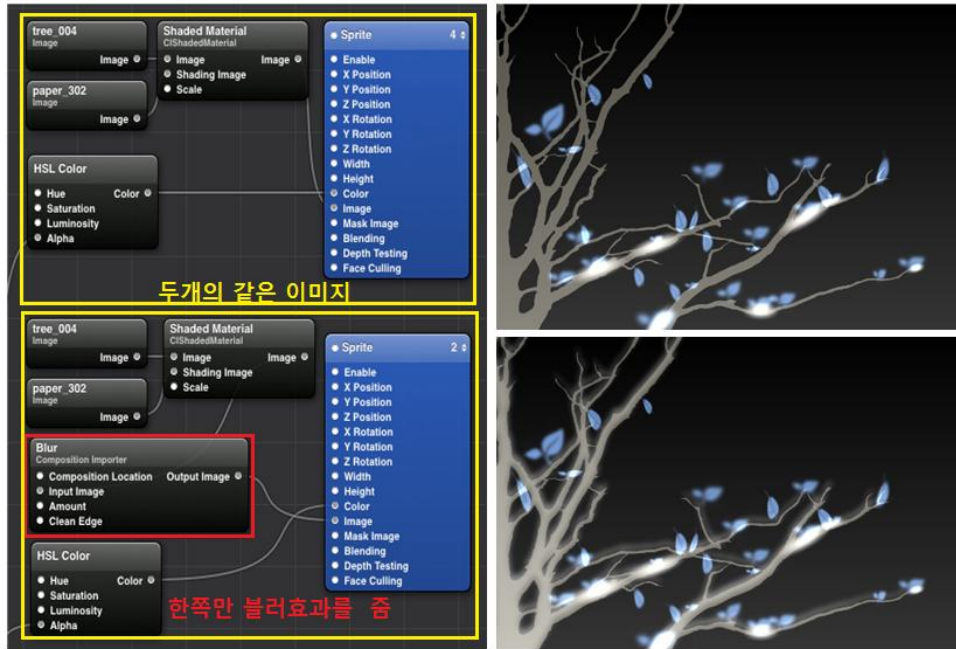 tree_004
Image
Image
paper_302
Image
Image
Shaded Material
CIShadedMaterial
Image Image
Shading Image
Scale
HSL Color
Hue Color
Saturation
Luminosity
Alpha
Sprite 4
Enable
X Position
Y Position
Z Position
X Rotation
Y Rotation
Z Rotation
Width
Height
Color
Image
Mask Image
Blending
Depth Testing
Face Culling
두개의 같은 이미지
tree_004
Image
Image
paper_302
Image
Image
Shaded Material
CIShadedMaterial
Image Image
Shading Image
Scale
Blur
Composition Importer
Composition Location Output Image
Input Image
Amount
Clean Edge
HSL Color
Hue Color
Saturation
Luminosity
Alpha
Sprite 2
Enable
X Position
Y Position
Z Position
X Rotation
Y Rotation
Z Rotation
Width
Height
Color
Image
Mask Image
Blending
Depth Testing
Face Culling
한쪽만 블러효과를 줌